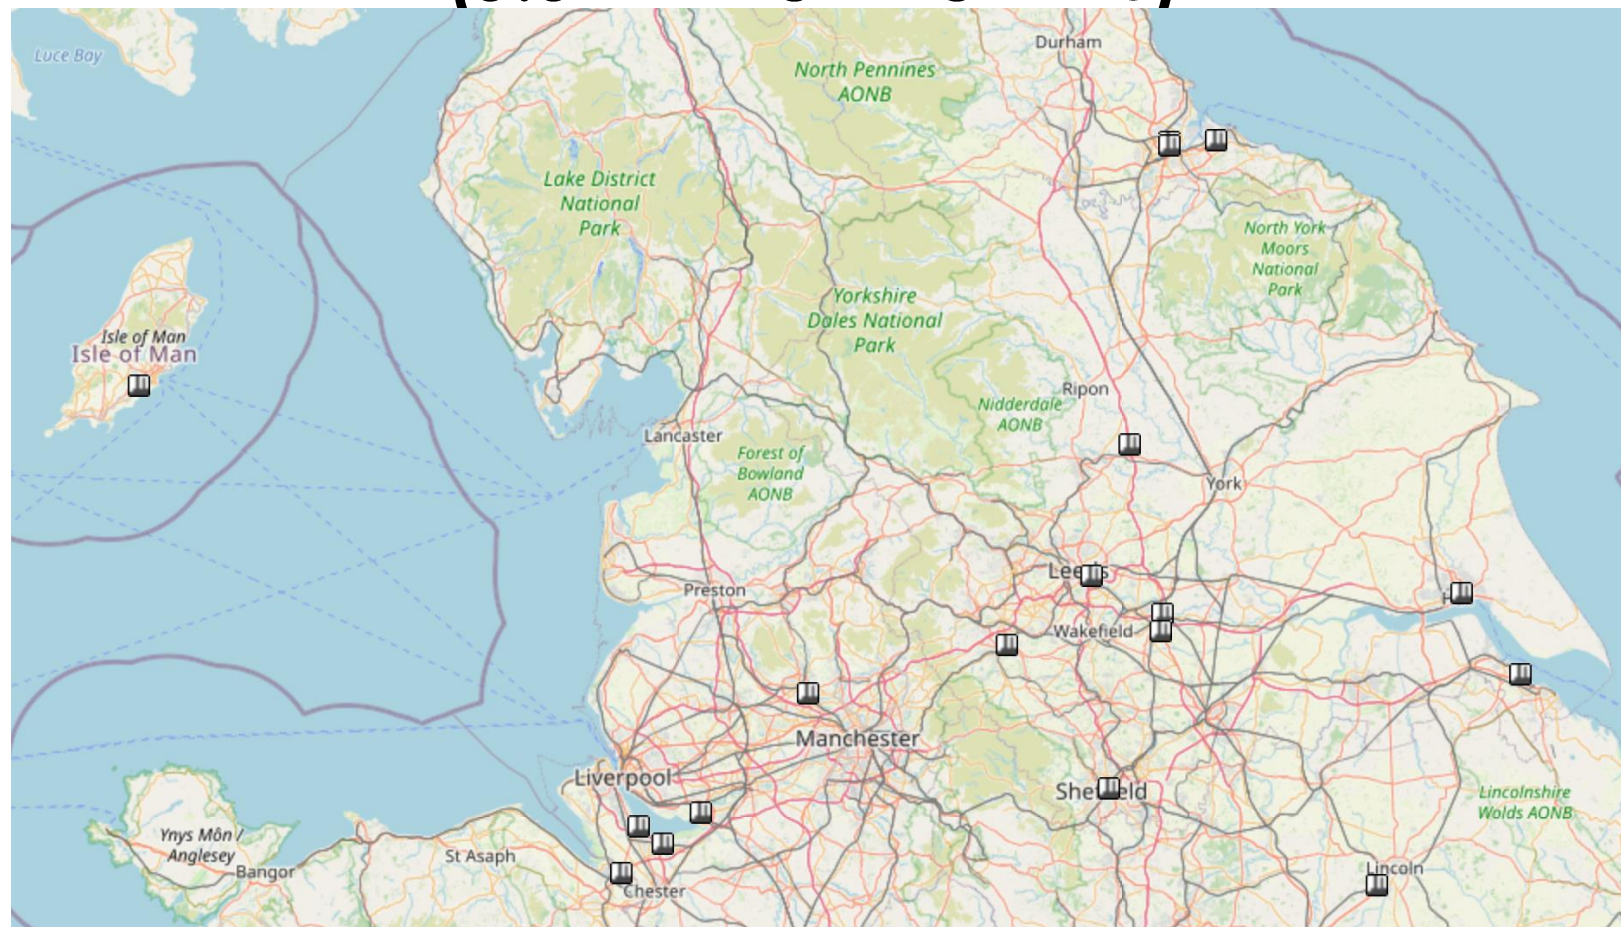 Luce Bay
Durham
North Pennines
AONB
Lake District
National
Park
North York
Moors
National
Park
Isle of Man
Isle of Man
Yorkshire
Dales National
Park
Ripon
Nidderdale
AONB
Lancaster
Forest of
Bowland
AONB
York
Preston
Wakefield
Manchester
Liverpool
Lincolnshire
Wolds AONB
Ynys Môn /
Anglesey
St Asaph
Bangor
Chester
Lincoln